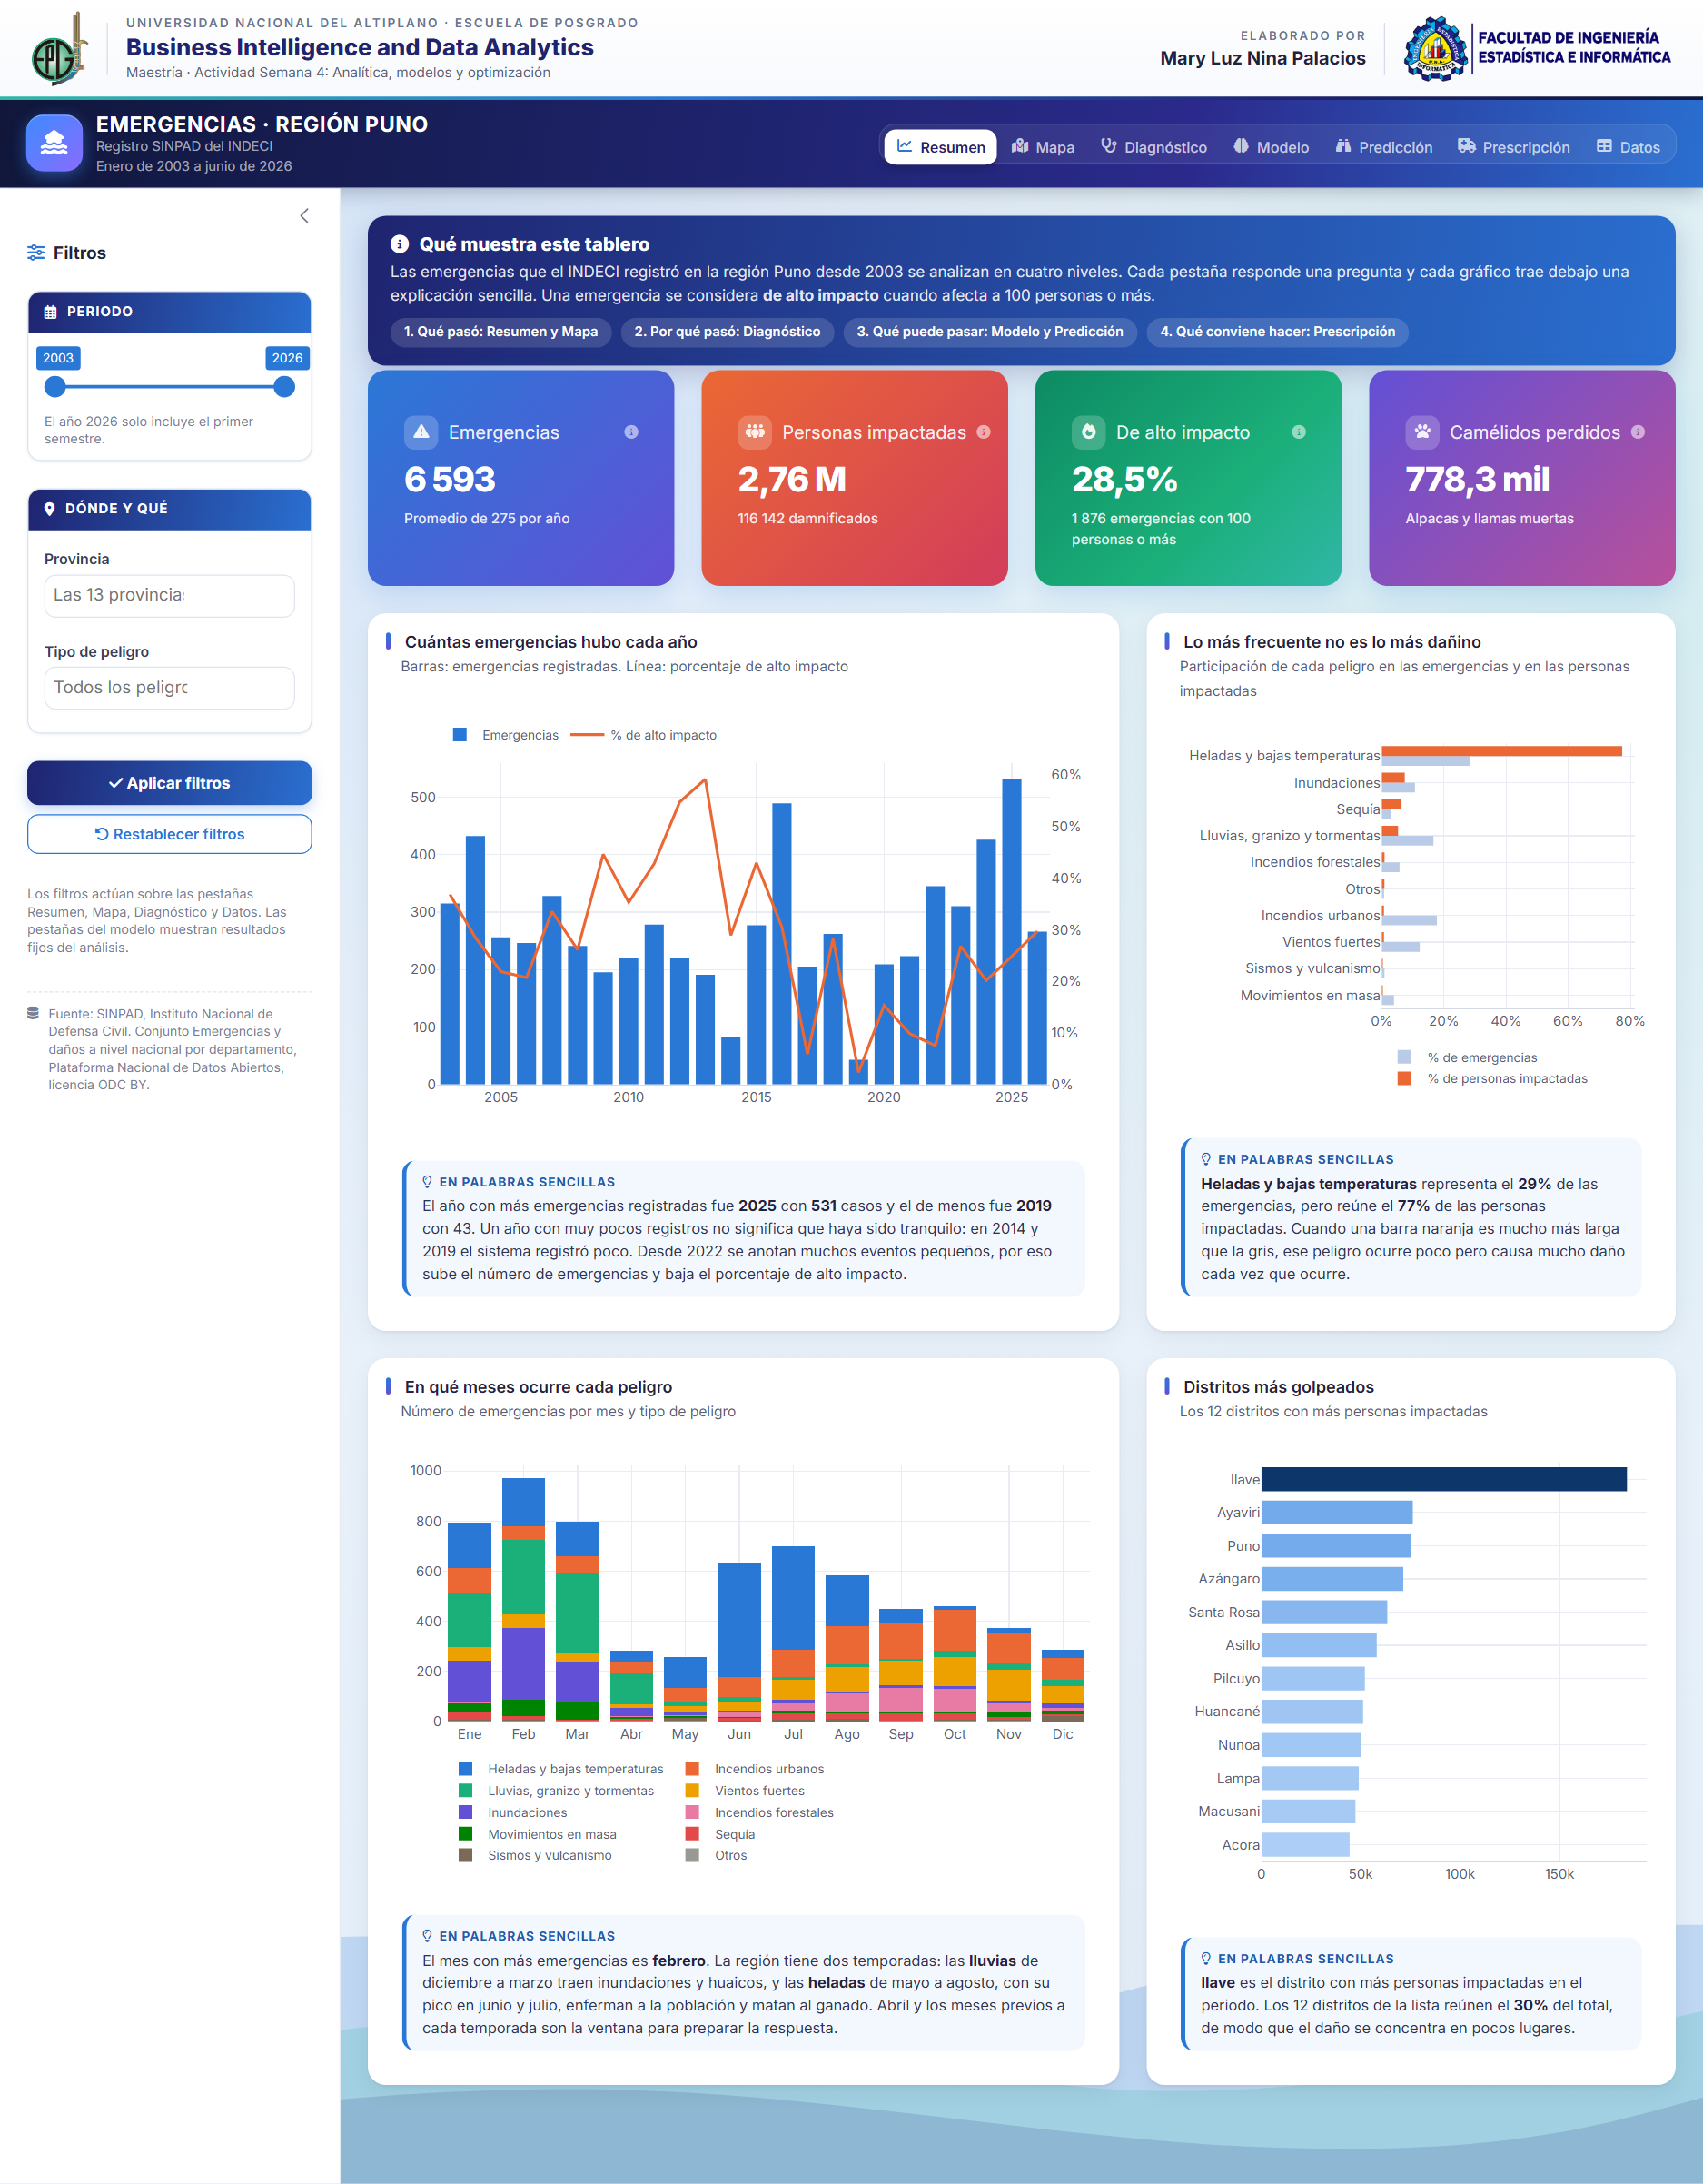 UNIVERSIDAD NACIONAL DEL ALTIPLANO · ESCUELA DE POSGRADO
Business Intelligence and Data Analytics
Maestría · Actividad Semana 4: Analítica, modelos y optimización
ELABORADO POR
Mary Luz Nina Palacios
FACULTAD DE INGENIERÍA
ESTADÍSTICA E INFORMÁTICA
EMERGENCIAS · REGIÓN PUNO
Registro SINPAD del INDECI
Enero de 2003 a junio de 2026
Resumen
Mapa
Diagnóstico
Modelo
Predicción
Prescripción
Datos
Filtros
PERIODO
2003
2026
El año 2026 solo incluye el primer
semestre.
DÓNDE Y QUÉ
Provincia
Las 13 provincia
Tipo de peligro
Todos los peligrc
Aplicar filtros
Restablecer filtros
Los filtros actúan sobre las pestañas
Resumen, Mapa, Diagnóstico y Datos. Las
pestañas del modelo muestran resultados
fijos del análisis.
Fuente: SINPAD, Instituto Nacional de
Defensa Civil. Conjunto Emergencias y
daños a nivel nacional por departamento,
Plataforma Nacional de Datos Abiertos,
licencia ODC BY.
Qué muestra este tablero
Las emergencias que el INDECI registró en la región Puno desde 2003 se analizan en cuatro niveles. Cada pestaña responde una pregunta y cada gráfico trae debajo una
explicación sencilla. Una emergencia se considera de alto impacto cuando afecta a 100 personas o más.
1. Qué pasó: Resumen y Mapa
2. Por qué pasó: Diagnóstico
3. Qué puede pasar: Modelo y Predicción
4. Qué conviene hacer: Prescripción
Emergencias
6 593
Promedio de 275 por año
Personas impactadas
2,76 M
116 142 damnificados
De alto impacto
28,5%
1 876 emergencias con 100
personas o más
Camélidos perdidos
778,3 mil
Alpacas y llamas muertas
Cuántas emergencias hubo cada año
Barras: emergencias registradas. Línea: porcentaje de alto impacto
Emergencias
% de alto impacto
500
400
300
200
100
0
60%
50%
40%
30%
20%
10%
0%
2005
2010
2015
2020
2025
EN PALABRAS SENCILLAS
El año con más emergencias registradas fue 2025 con 531 casos y el de menos fue 2019
con 43. Un año con muy pocos registros no significa que haya sido tranquilo: en 2014 y
2019 el sistema registró poco. Desde 2022 se anotan muchos eventos pequeños, por eso
sube el número de emergencias y baja el porcentaje de alto impacto.
Lo más frecuente no es lo más dañino
Participación de cada peligro en las emergencias y en las personas
impactadas
Heladas y bajas temperaturas
Inundaciones
Sequía
Lluvias, granizo y tormentas
Incendios forestales
Otros
Incendios urbanos
Vientos fuertes
Sismos y vulcanismo
Movimientos en masa
0%
20%
40%
60%
80%
% de emergencias
% de personas impactadas
EN PALABRAS SENCILLAS
Heladas y bajas temperaturas representa el 29% de las
emergencias, pero reúne el 77% de las personas
impactadas. Cuando una barra naranja es mucho más larga
que la gris, ese peligro ocurre poco pero causa mucho daño
cada vez que ocurre.
En qué meses ocurre cada peligro
Número de emergencias por mes y tipo de peligro
1000
800
600
400
200
0
Ene
Feb
Mar
Abr
May
Jun
Jul
Ago
Sep
Oct
Nov
Dic
Heladas y bajas temperaturas
Incendios urbanos
Lluvias, granizo y tormentas
Vientos fuertes
Inundaciones
Incendios forestales
Movimientos en masa
Sequía
Sismos y vulcanismo
Otros
EN PALABRAS SENCILLAS
El mes con más emergencias es febrero. La región tiene dos temporadas: las lluvias de
diciembre a marzo traen inundaciones y huaicos, y las heladas de mayo a agosto, con su
pico en junio y julio, enferman a la población y matan al ganado. Abril y los meses previos a
cada temporada son la ventana para preparar la respuesta.
Distritos más golpeados
Los 12 distritos con más personas impactadas
Ilave
Ayaviri
Puno
Azángaro
Santa Rosa
Asillo
Pilcuyo
Huancané
Nunoa
Lampa
Macusani
Acora
0
50k
100k
150k
EN PALABRAS SENCILLAS
Ilave es el distrito con más personas impactadas en el
periodo. Los 12 distritos de la lista reúnen el 30% del total,
de modo que el daño se concentra en pocos lugares.